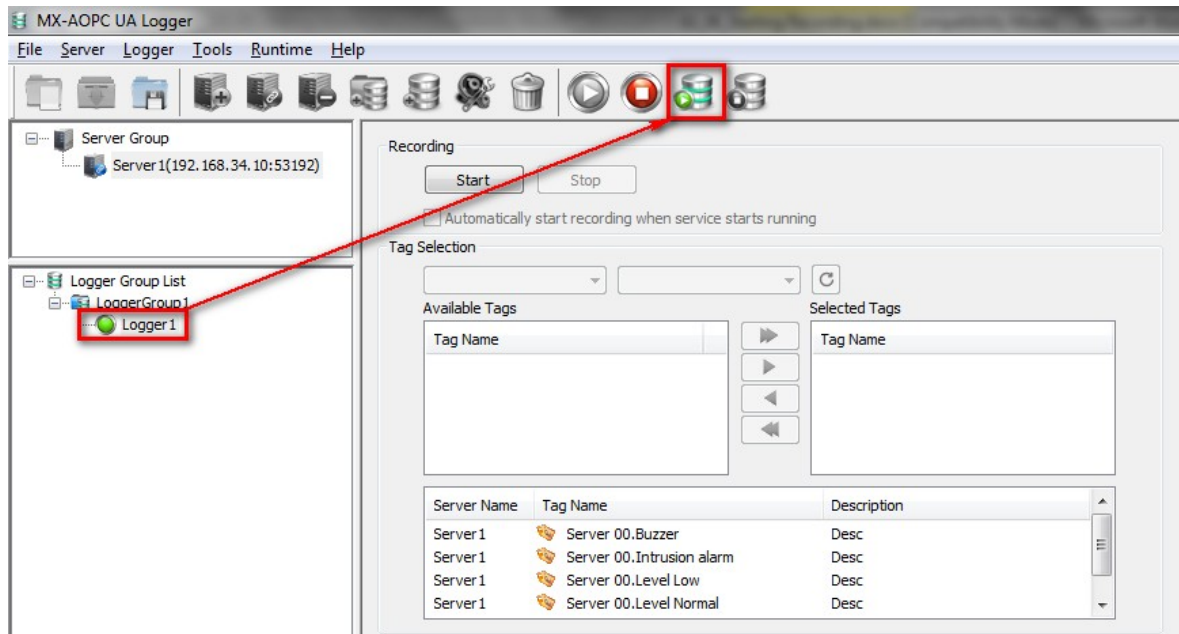 MX-AOPC UA Logger
File Server Logger Tools Runtime Help
Server Group
Server1(192.168.34.10:53192)
Logger Group List
LoggerGroup1
Logger1
Recording
Start Stop
Automatically start recording when service starts running
Tag Selection
Available Tags Selected Tags
Tag Name Tag Name
Server Name Tag Name Description
Server1 Server 00.Buzzer Desc
Server1 Server 00.Intrusion alarm Desc
Server1 Server 00.Level Low Desc
Server1 Server 00.Level Normal Desc